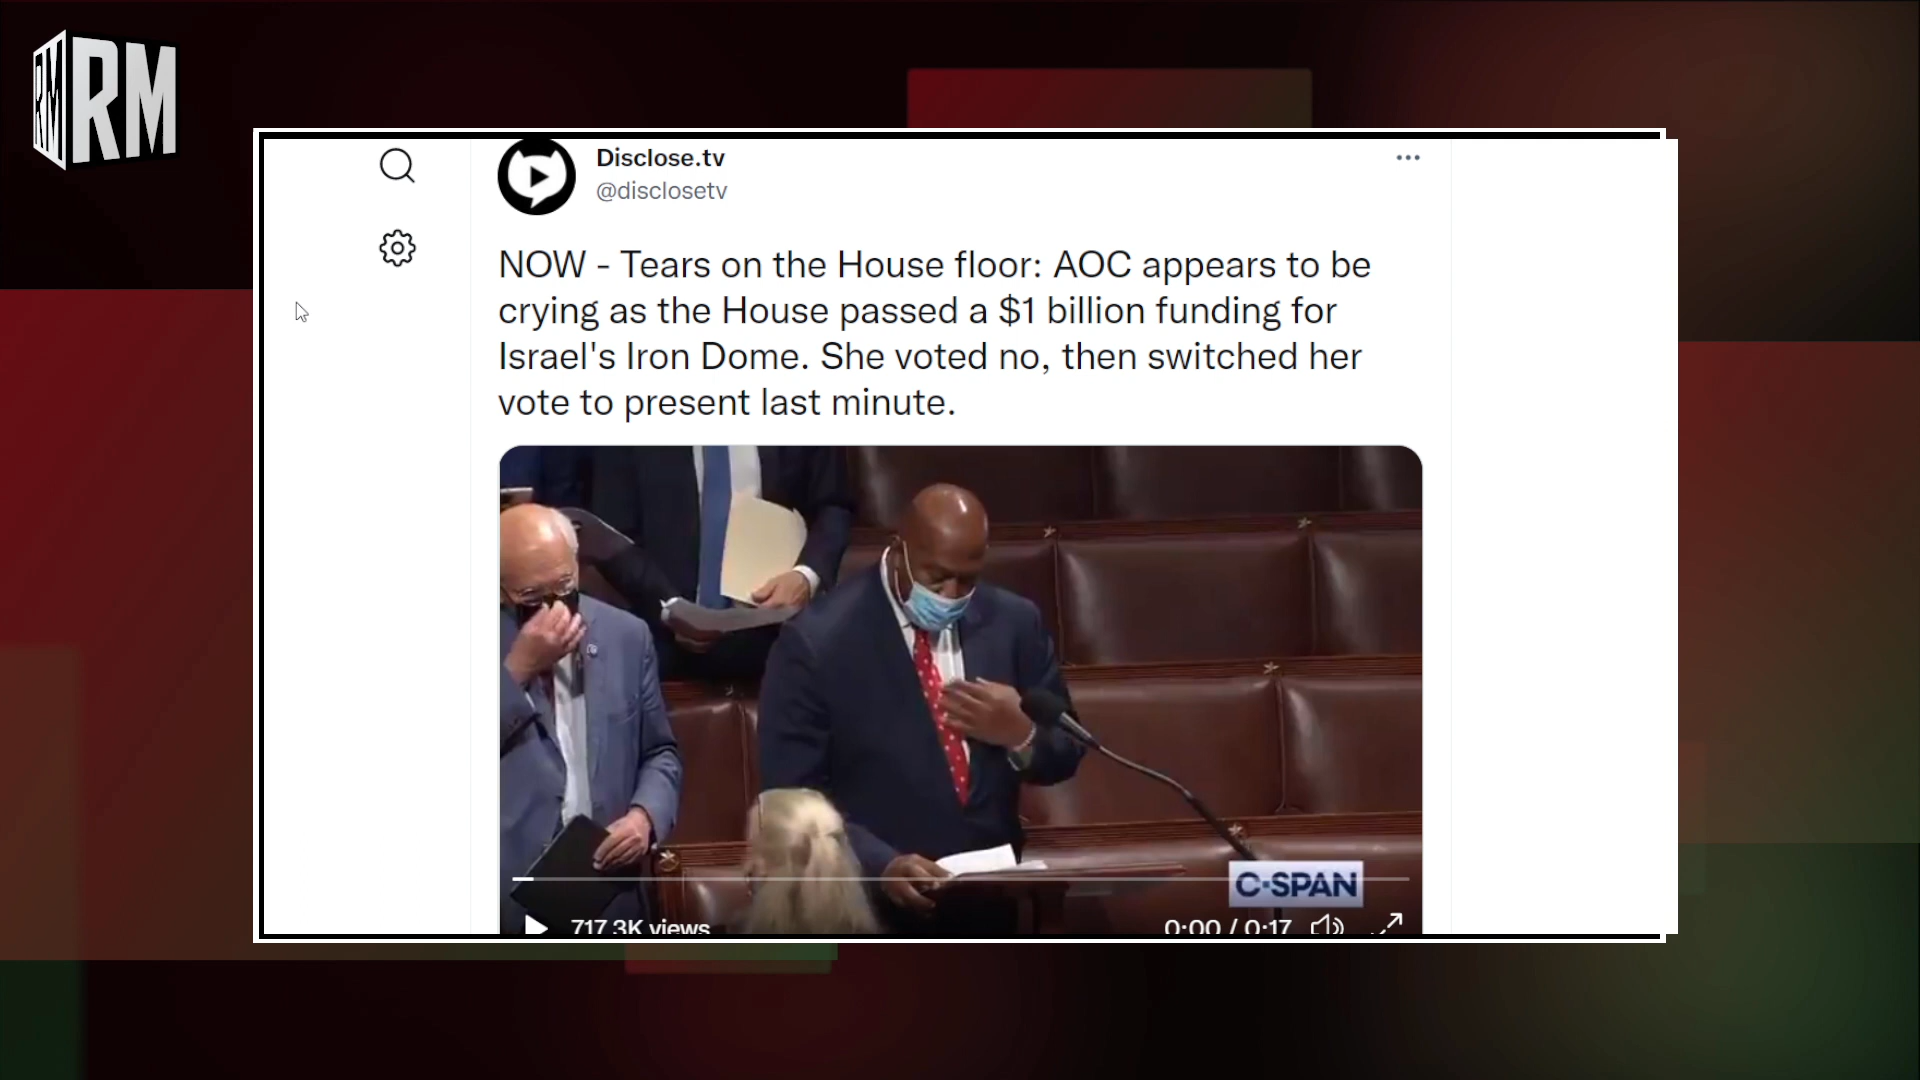 RM RM
Disclose.tv
@disclosetv
NOW - Tears on the House floor: AOC appears to be
crying as the House passed a $1 billion funding for
Israel's Iron Dome. She voted no, then switched her
vote to present last minute.
C-SPAN
717.3K views
0:00 / 0:17